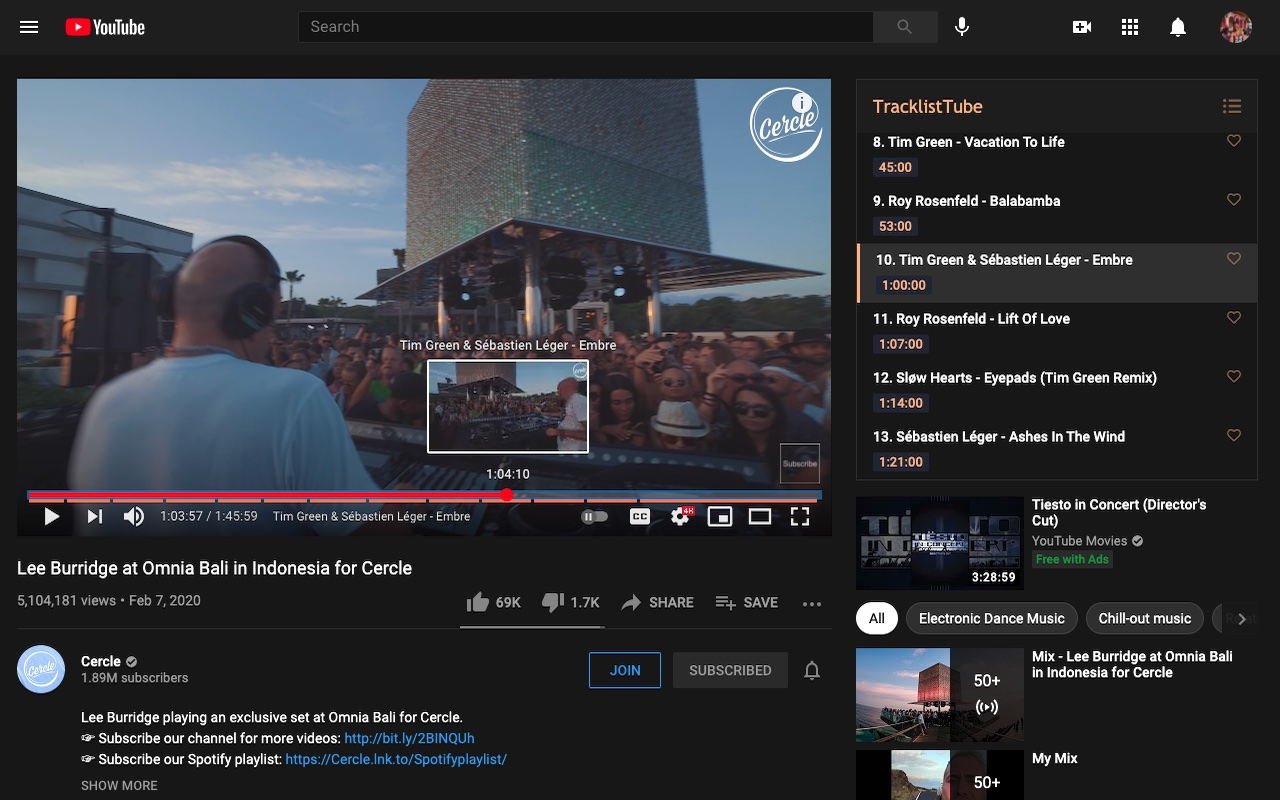 YouTube
Search
Cercle
i
Tim Green & Sébastien Léger - Embre
Subscribe
1:04:10
1:03:57 / 1:45:59
Tim Green & Sébastien Léger - Embre
CC
4K
Lee Burridge at Omnia Bali in Indonesia for Cercle
5,104,181 views • Feb 7, 2020
69K
1.7K
SHARE
SAVE
Cercle
Cercle
1.89M subscribers
JOIN
SUBSCRIBED
Lee Burridge playing an exclusive set at Omnia Bali for Cercle.
☞ Subscribe our channel for more videos: http://bit.ly/2BINQUh
☞ Subscribe our Spotify playlist: https://Cercle.lnk.to/Spotifyplaylist/
SHOW MORE
TracklistTube
8. Tim Green - Vacation To Life
45:00
9. Roy Rosenfeld - Balabamba
53:00
10. Tim Green & Sébastien Léger - Embre
1:00:00
11. Roy Rosenfeld - Lift Of Love
1:07:00
12. Sløw Hearts - Eyepads (Tim Green Remix)
1:14:00
13. Sébastien Léger - Ashes In The Wind
1:21:00
TIËSTO
IN CONCERT
3:28:59
Tiesto in Concert (Director's
Cut)
YouTube Movies
Free with Ads
All
Electronic Dance Music
Chill-out music
50+
Mix - Lee Burridge at Omnia Bali
in Indonesia for Cercle
50+
My Mix